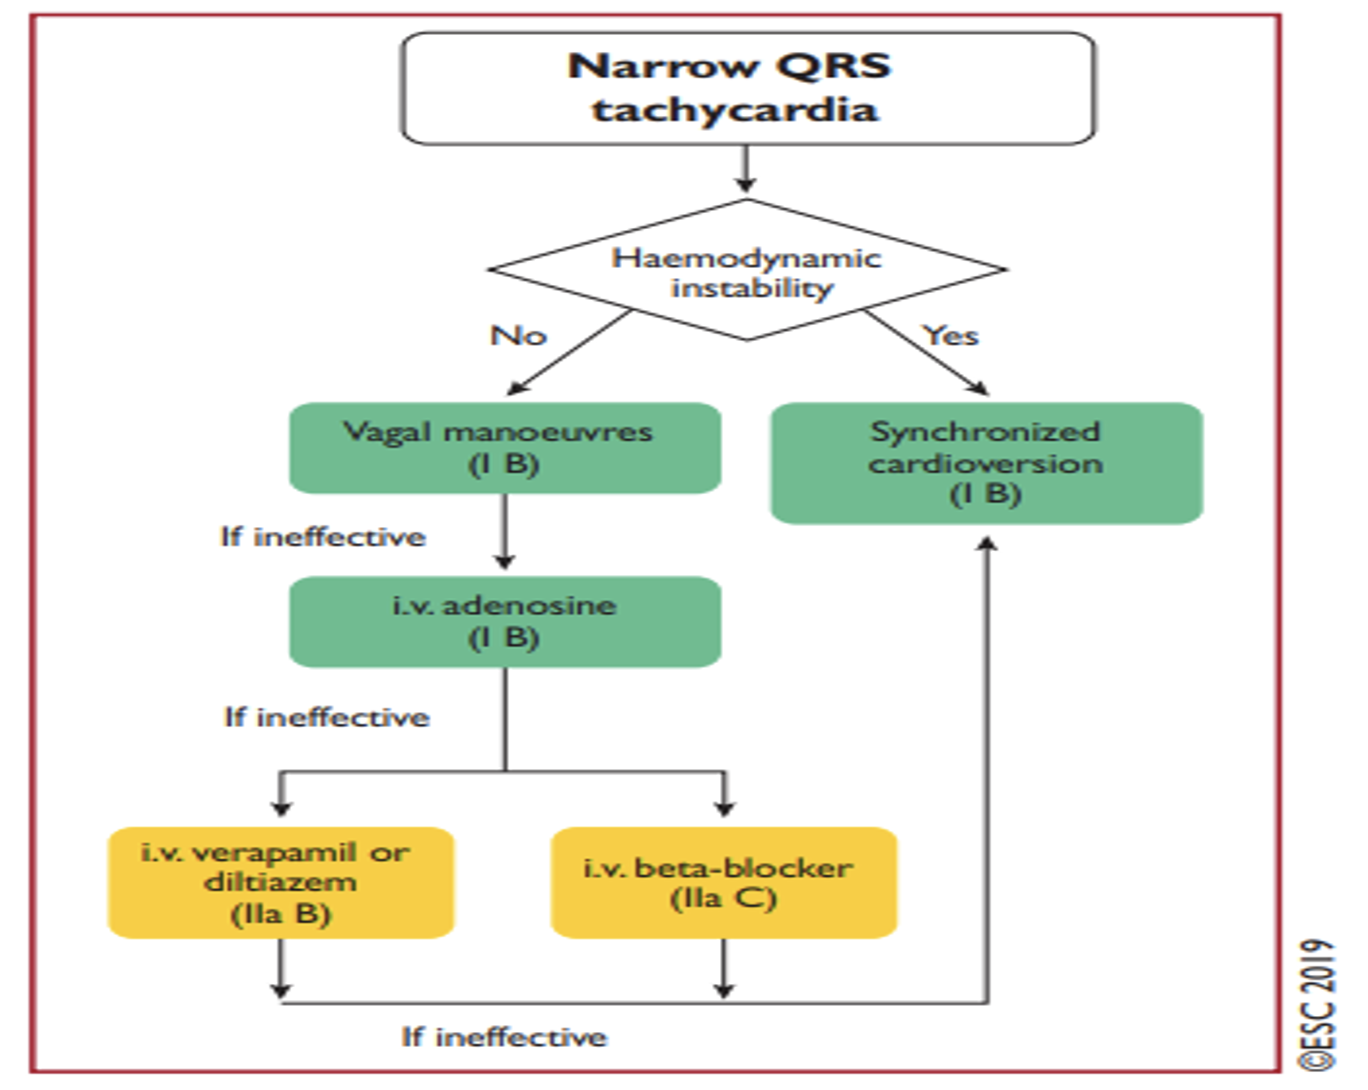 Narrow QRS
tachycardia
Haemodynamic
instability
No
Yes
Vagal manoeuvres
(I B)
Synchronized
cardioversion
(I B)
If ineffective
i.v. adenosine
(I B)
If ineffective
i.v. verapamil or
diltiazem
(IIa B)
i.v. beta-blocker
(IIa C)
If ineffective
©ESC 2019